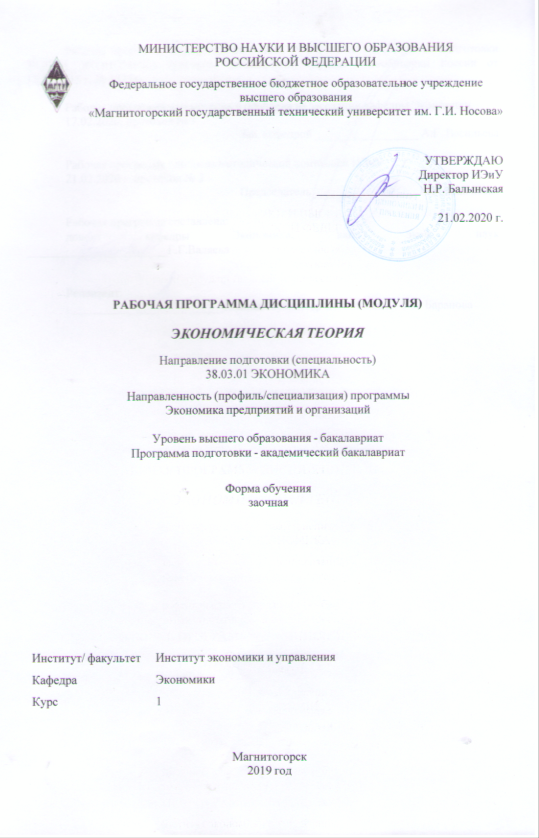 МИНИСТЕРСТВО НАУКИ И ВЫСШЕГО ОБРАЗОВАНИЯ
РОССИЙСКОЙ ФЕДЕРАЦИИ
Федеральное государственное бюджетное образовательное учреждение
высшего образования
«Магнитогорский государственный технический университет им. Г.И. Носова»
УТВЕРЖДАЮ
Директор ИЭиУ
Н.Р. Балынская
21.02.2020 г.
РАБОЧАЯ ПРОГРАММА ДИСЦИПЛИНЫ (МОДУЛЯ)
ЭКОНОМИЧЕСКАЯ ТЕОРИЯ
Направление подготовки (специальность)
38.03.01 ЭКОНОМИКА
Направленность (профиль/специализация) программы
Экономика предприятий и организаций
Уровень высшего образования - бакалавриат
Программа подготовки - академический бакалавриат
Форма обучения
заочная
Институт/ факультет Институт экономики и управления
Кафедра Экономики
Курс 1
Магнитогорск
2019 год